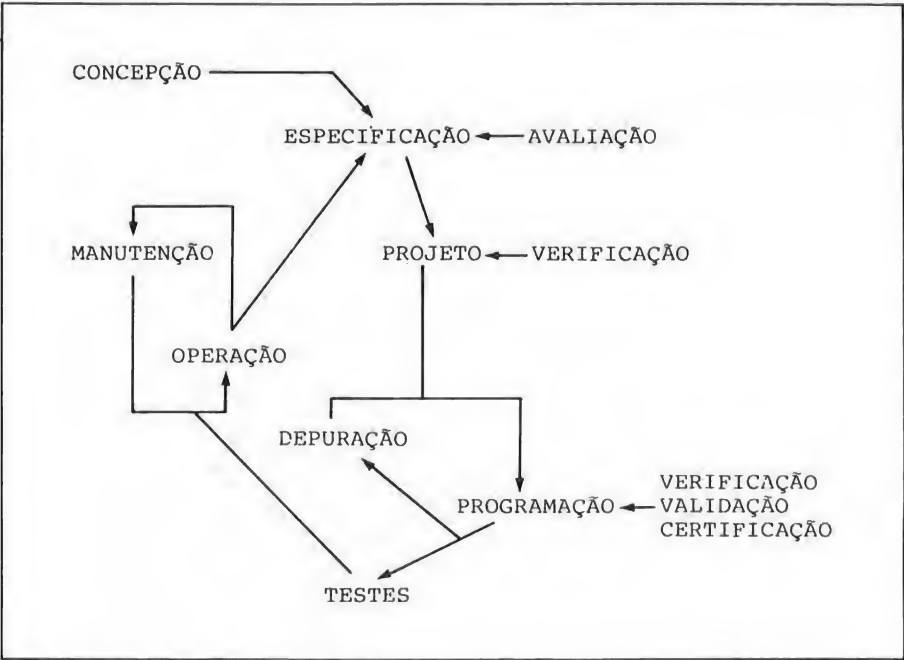 CONCEPÇÃO
ESPECIFICAÇÃO AVALIAÇÃO
MANUTENÇÃO PROJETO VERIFICAÇÃO
OPERAÇÃO
DEPURAÇÃO
VERIFICAÇÃO
PROGRAMAÇÃO VALIDAÇÃO
CERTIFICAÇÃO
TESTES